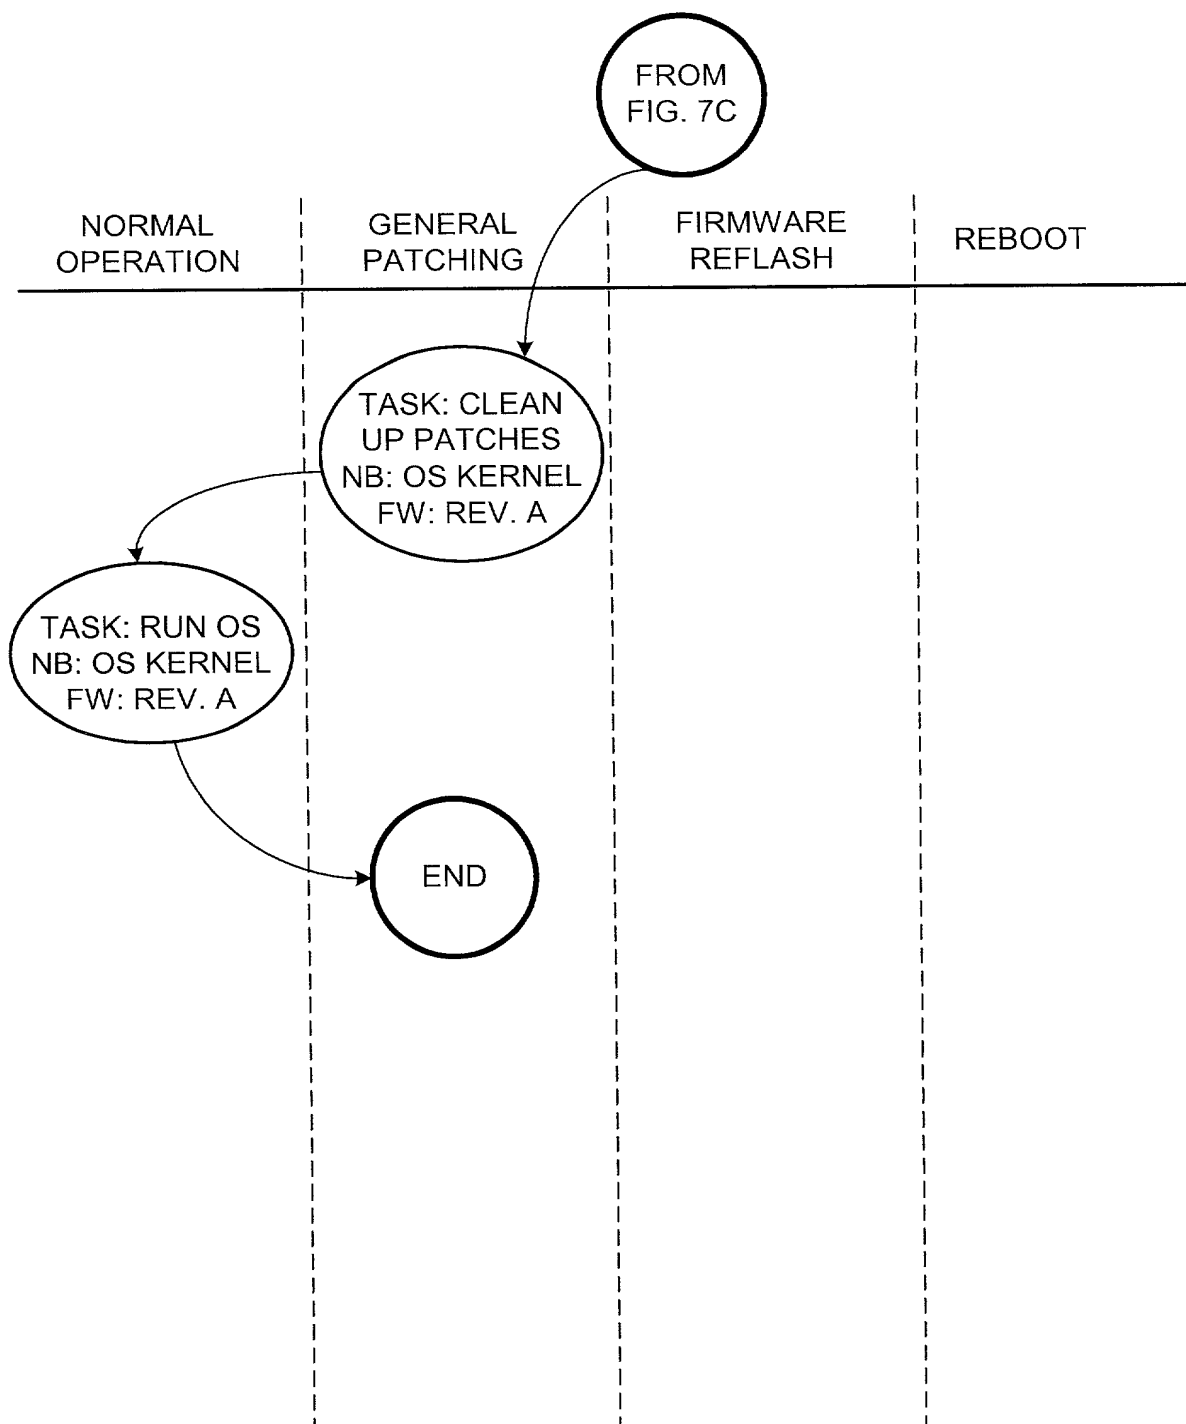 FROM
FIG. 7C
NORMAL
OPERATION
GENERAL
PATCHING
FIRMWARE
REFLASH
REBOOT
TASK: CLEAN
UP PATCHES
NB: OS KERNEL
FW: REV. A
TASK: RUN OS
NB: OS KERNEL
FW: REV. A
END